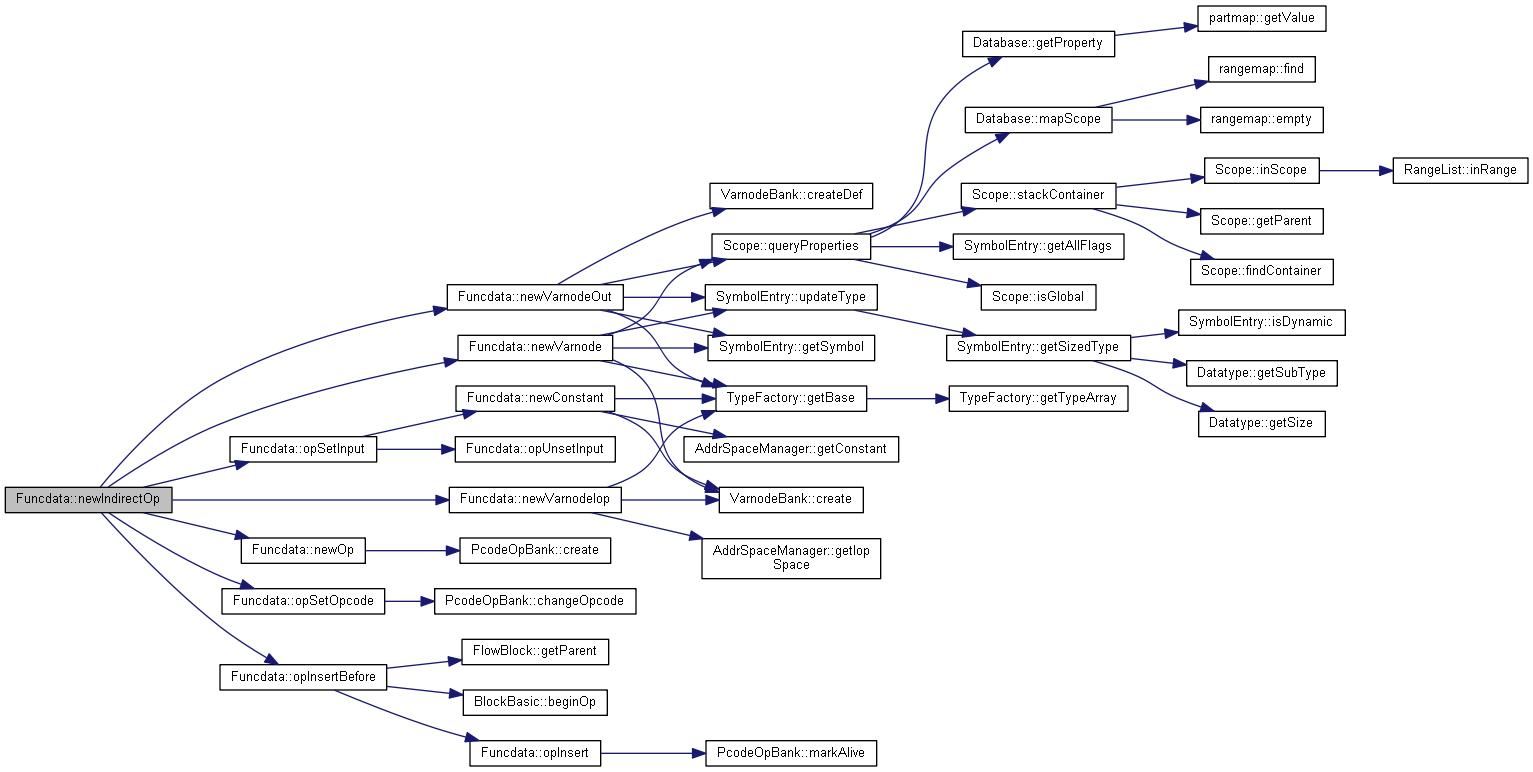 partmap::getValue
Database::getProperty
rangemap::find
Database::mapScope
rangemap::empty
Scope::inScope
RangeList::inRange
VarnodeBank::createDef
Scope::stackContainer
Scope::getParent
Scope::queryProperties
SymbolEntry::getAllFlags
Scope::findContainer
Funcdata::newVarnodeOut
SymbolEntry::updateType
Scope::isGlobal
SymbolEntry::isDynamic
Funcdata::newVarnode
SymbolEntry::getSymbol
SymbolEntry::getSizedType
Datatype::getSubType
Funcdata::newConstant
TypeFactory::getBase
TypeFactory::getTypeArray
Datatype::getSize
Funcdata::opSetInput
Funcdata::opUnsetInput
AddrSpaceManager::getConstant
Funcdata::newIndirectOp
Funcdata::newVarnodeIop
VarnodeBank::create
Funcdata::newOp
PcodeOpBank::create
AddrSpaceManager::getIop
Space
Funcdata::opSetOpcode
PcodeOpBank::changeOpcode
FlowBlock::getParent
Funcdata::opInsertBefore
BlockBasic::beginOp
Funcdata::opInsert
PcodeOpBank::markAlive